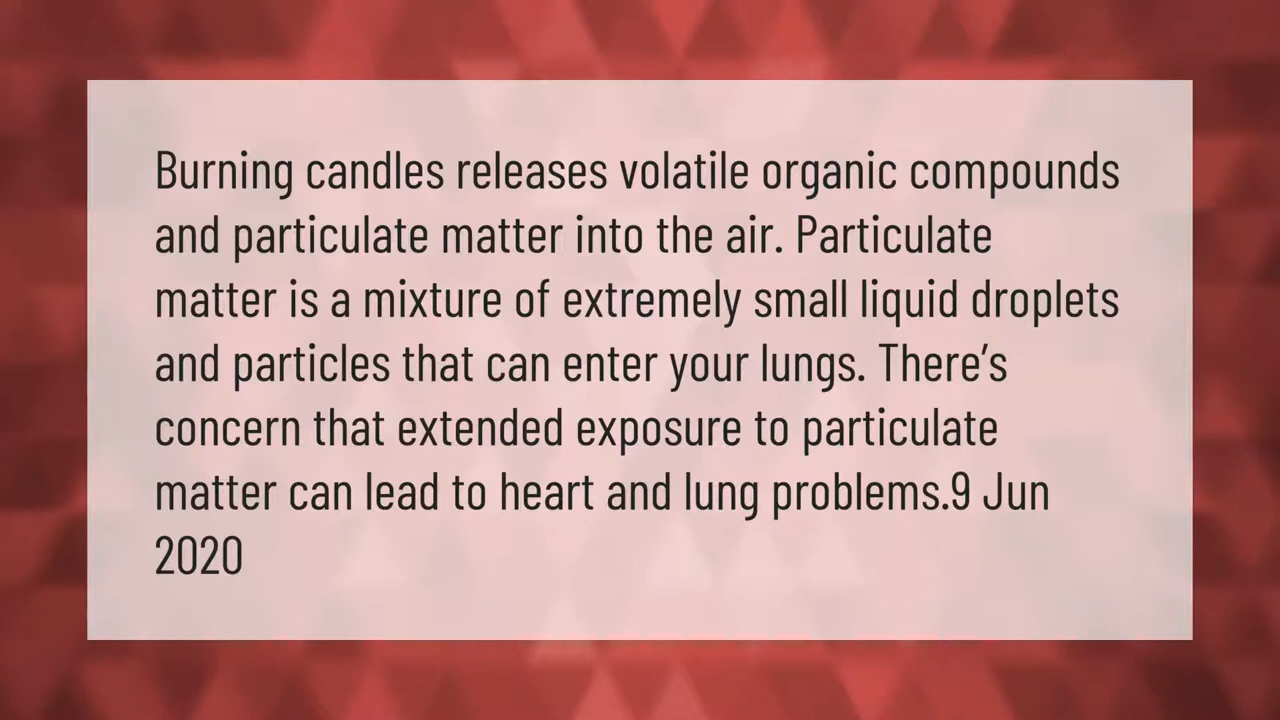 Burning candles releases volatile organic compounds
and particulate matter into the air. Particulate
matter is a mixture of extremely small liquid droplets
and particles that can enter your lungs. There’s
concern that extended exposure to particulate
matter can lead to heart and lung problems.9 Jun
2020